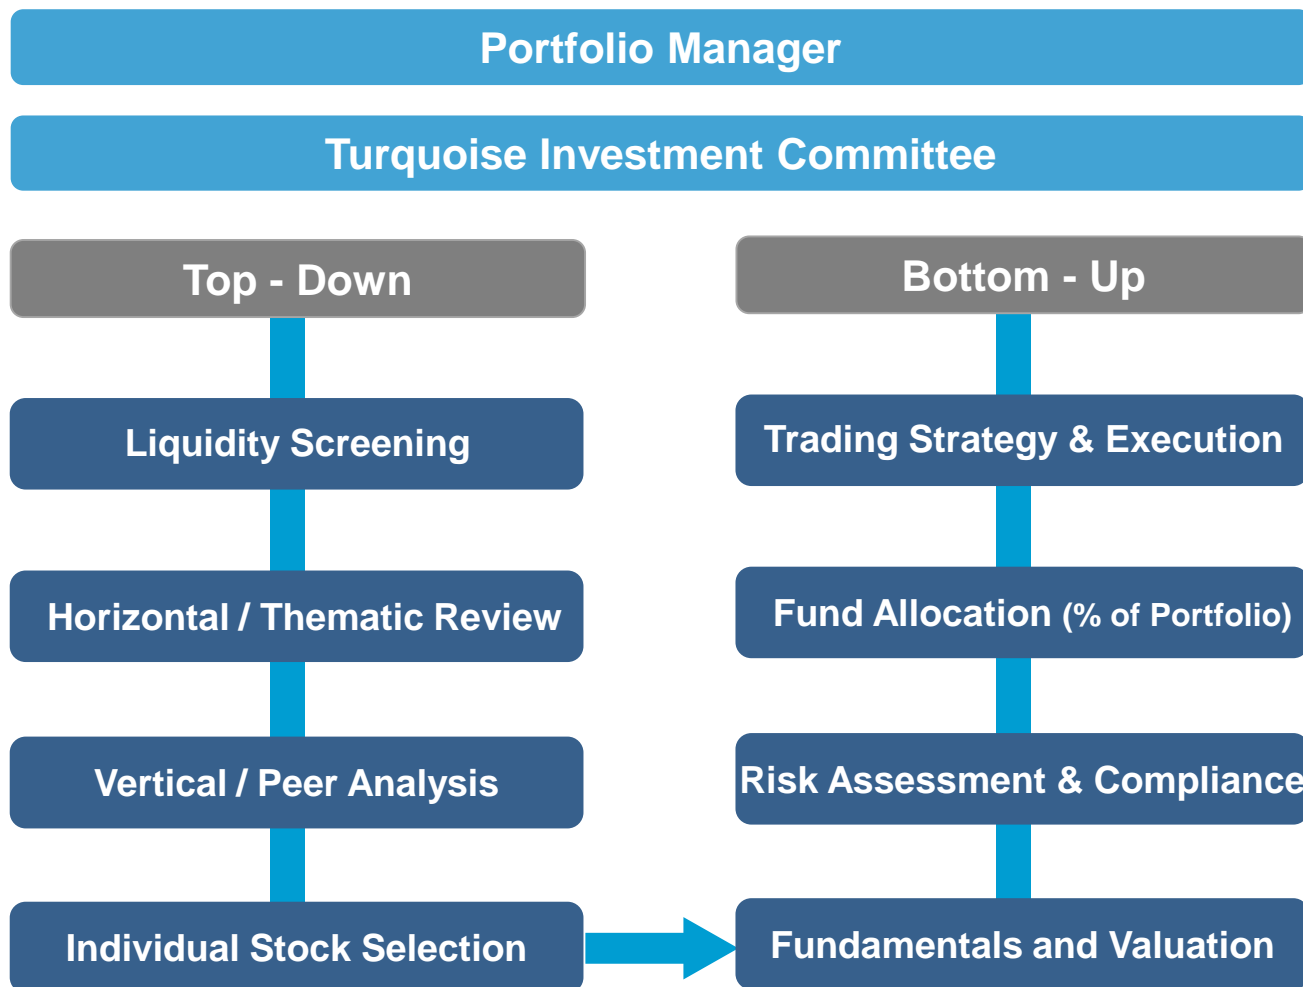 Portfolio Manager
Turquoise Investment Committee
Top - Down
Liquidity Screening
Horizontal / Thematic Review
Vertical / Peer Analysis
Individual Stock Selection
Bottom - Up
Trading Strategy & Execution
Fund Allocation (% of Portfolio)
Risk Assessment & Compliance
Fundamentals and Valuation